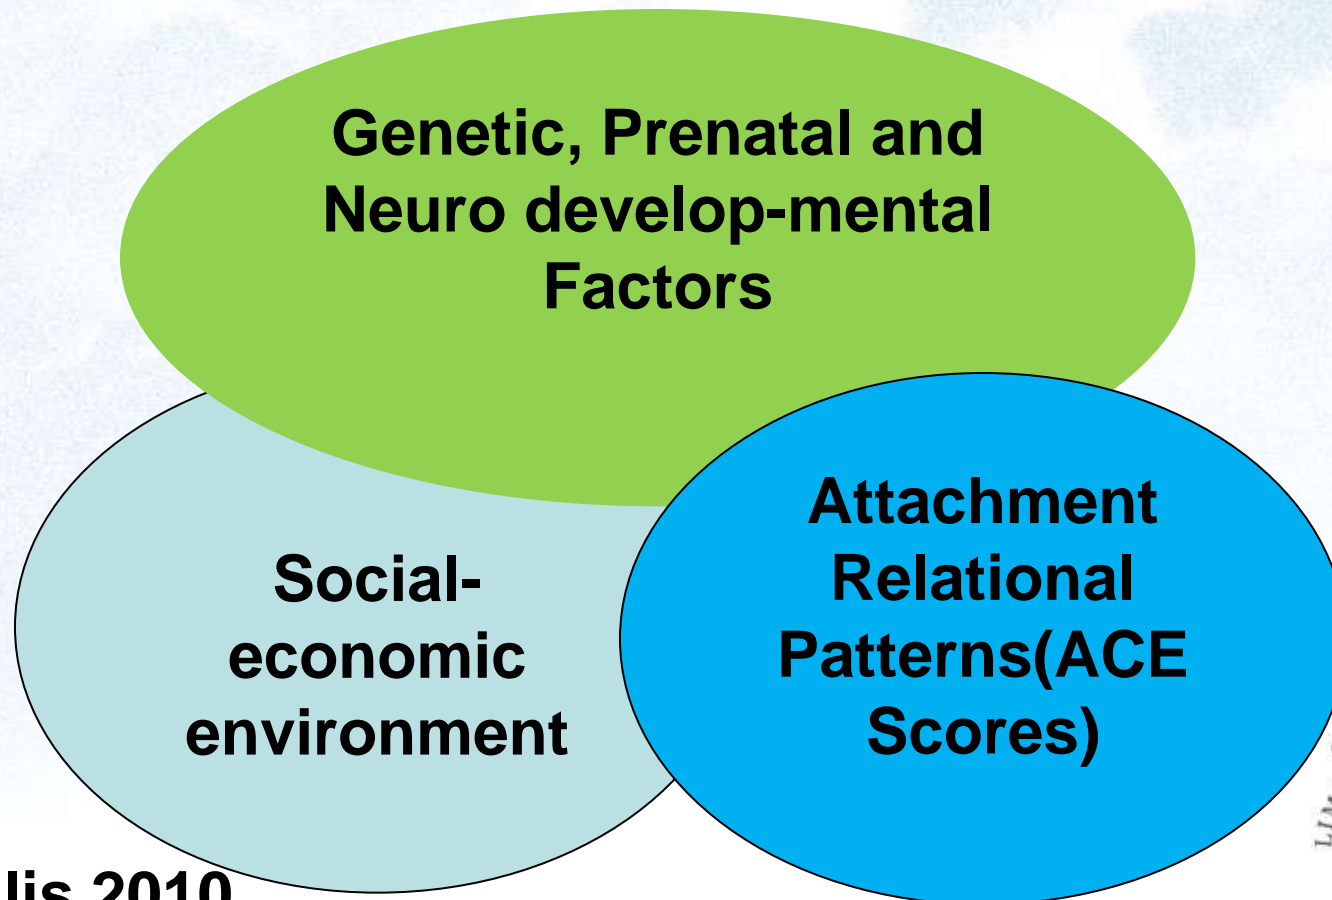 Genetic, Prenatal and
Neuro develop-mental
Factors
Attachment
Relational
Patterns(ACE
Scores)
Social-
economic
environment
lis 2010